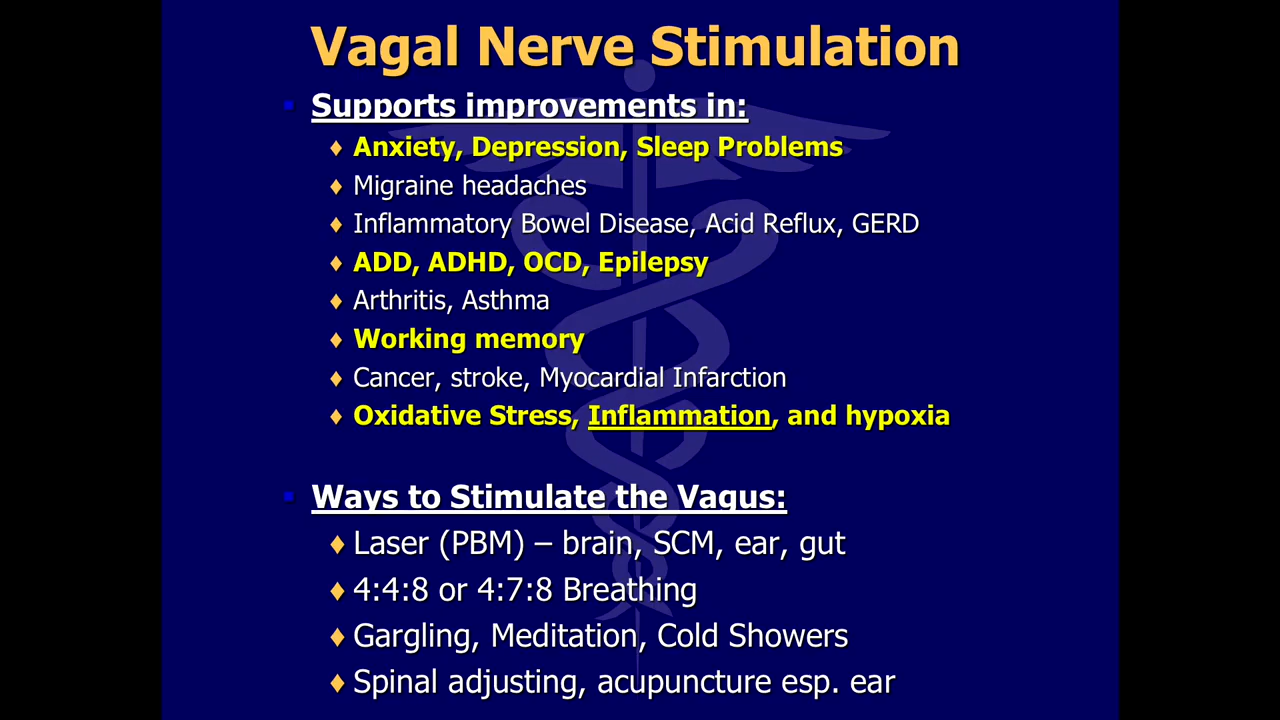 Vagal Nerve Stimulation
Supports improvements in:
Anxiety, Depression, Sleep Problems
Migraine headaches
Inflammatory Bowel Disease, Acid Reflux, GERD
ADD, ADHD, OCD, Epilepsy
Arthritis, Asthma
Working memory
Cancer, stroke, Myocardial Infarction
Oxidative Stress, Inflammation, and hypoxia
Ways to Stimulate the Vagus:
Laser (PBM) – brain, SCM, ear, gut
4:4:8 or 4:7:8 Breathing
Gargling, Meditation, Cold Showers
Spinal adjusting, acupuncture esp. ear